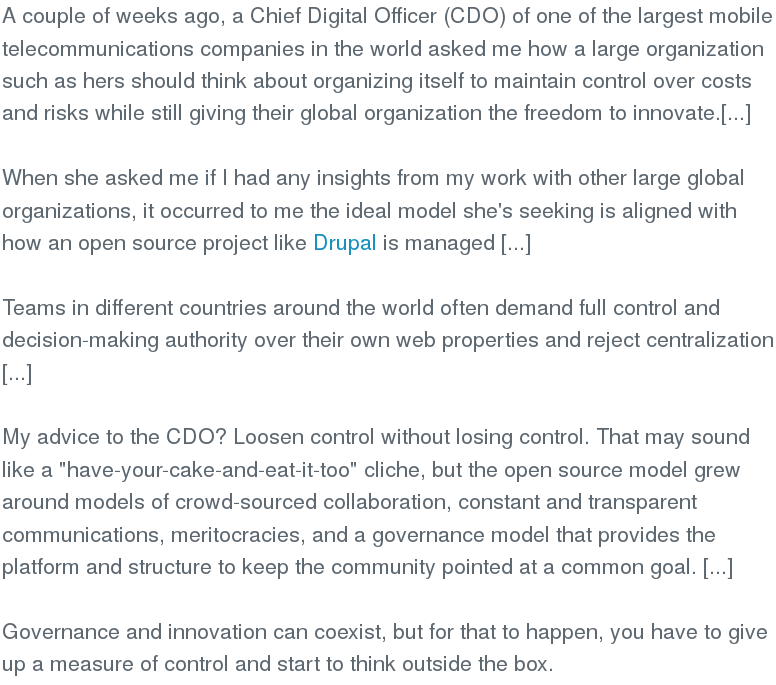 A couple of weeks ago, a Chief Digital Officer (CDO) of one of the largest mobile
telecommunications companies in the world asked me how a large organization
such as hers should think about organizing itself to maintain control over costs
and risks while still giving their global organization the freedom to innovate.[...]
When she asked me if I had any insights from my work with other large global
organizations, it occurred to me the ideal model she's seeking is aligned with
how an open source project like Drupal is managed [...]
Teams in different countries around the world often demand full control and
decision-making authority over their own web properties and reject centralization
[...]
My advice to the CDO? Loosen control without losing control. That may sound
like a "have-your-cake-and-eat-it-too" cliche, but the open source model grew
around models of crowd-sourced collaboration, constant and transparent
communications, meritocracies, and a governance model that provides the
platform and structure to keep the community pointed at a common goal. [...]
Governance and innovation can coexist, but for that to happen, you have to give
up a measure of control and start to think outside the box.